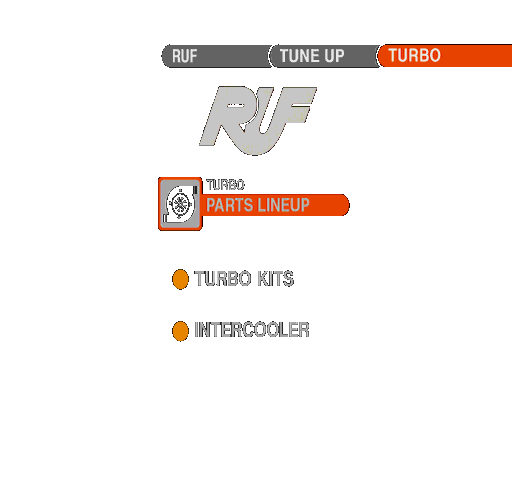 RUF TUNE UP TURBO
RUF
TURBO
PARTS LINEUP
TURBO KITS
INTERCOOLER